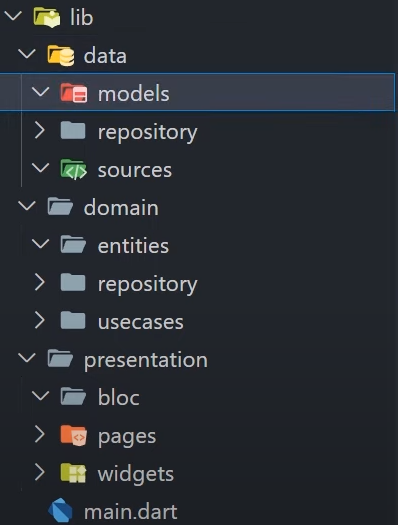 lib
data
models
repository
sources
domain
entities
repository
usecases
presentation
bloc
pages
widgets
main.dart